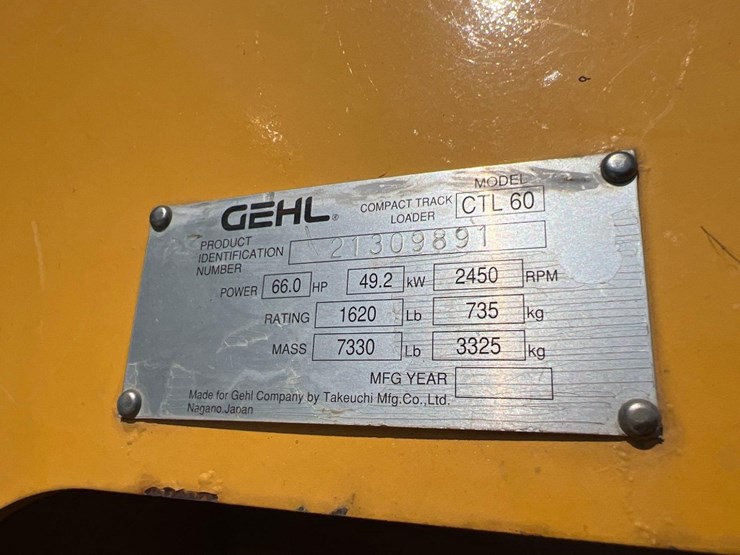 GEHL®
COMPACT TRACK LOADER
MODEL
CTL 60
PRODUCT IDENTIFICATION NUMBER
21309891
POWER 66.0 HP 49.2 kW 2450 RPM
RATING 1620 Lb 735 kg
MASS 7330 Lb 3325 kg
MFG YEAR
Made for Gehl Company by Takeuchi Mfg.Co.,Ltd.
Nagano,Japan